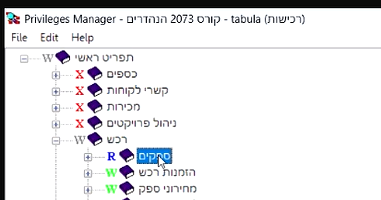 Privileges Manager - קורס 2073 הנהדרים - tabula (רכישות)
File Edit Help
W תפריט ראשי
X כספים
X קשרי לקוחות
X מכירות
X ניהול פרויקטים
W רכש
R ספקים
W הזמנות רכש
W מחירוני ספק